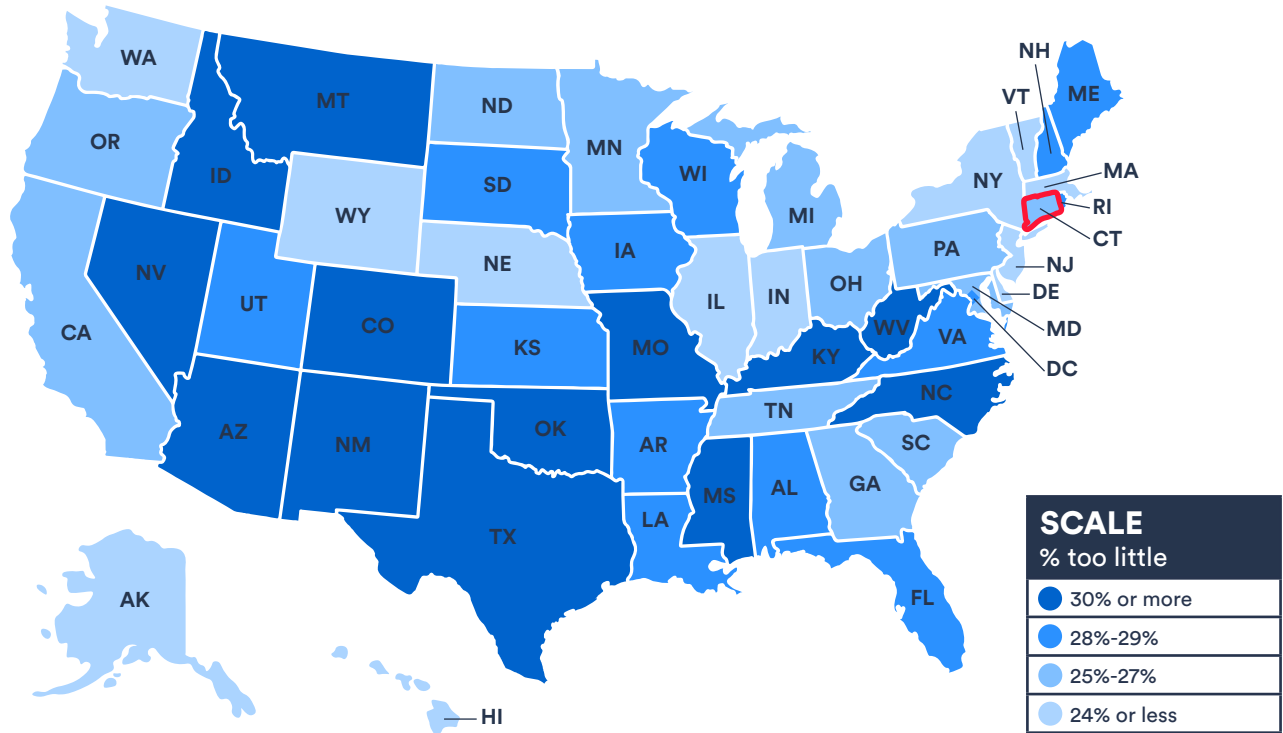 NH
WA
ME
MT
VT
ND
OR
MN
MA
ID
WI
NY
SD
RI
WY
MI
CT
PA
IA
NE
NJ
NV
OH
DE
UT
IL
IN
CO
WV
MD
CA
VA
KS
MO
KY
DC
NC
TN
OK
AZ
NM
AR
SC
MS
AL
GA
LA
TX
SCALE
% too little
AK
FL
30% or more
28%-29%
25%-27%
HI
24% or less